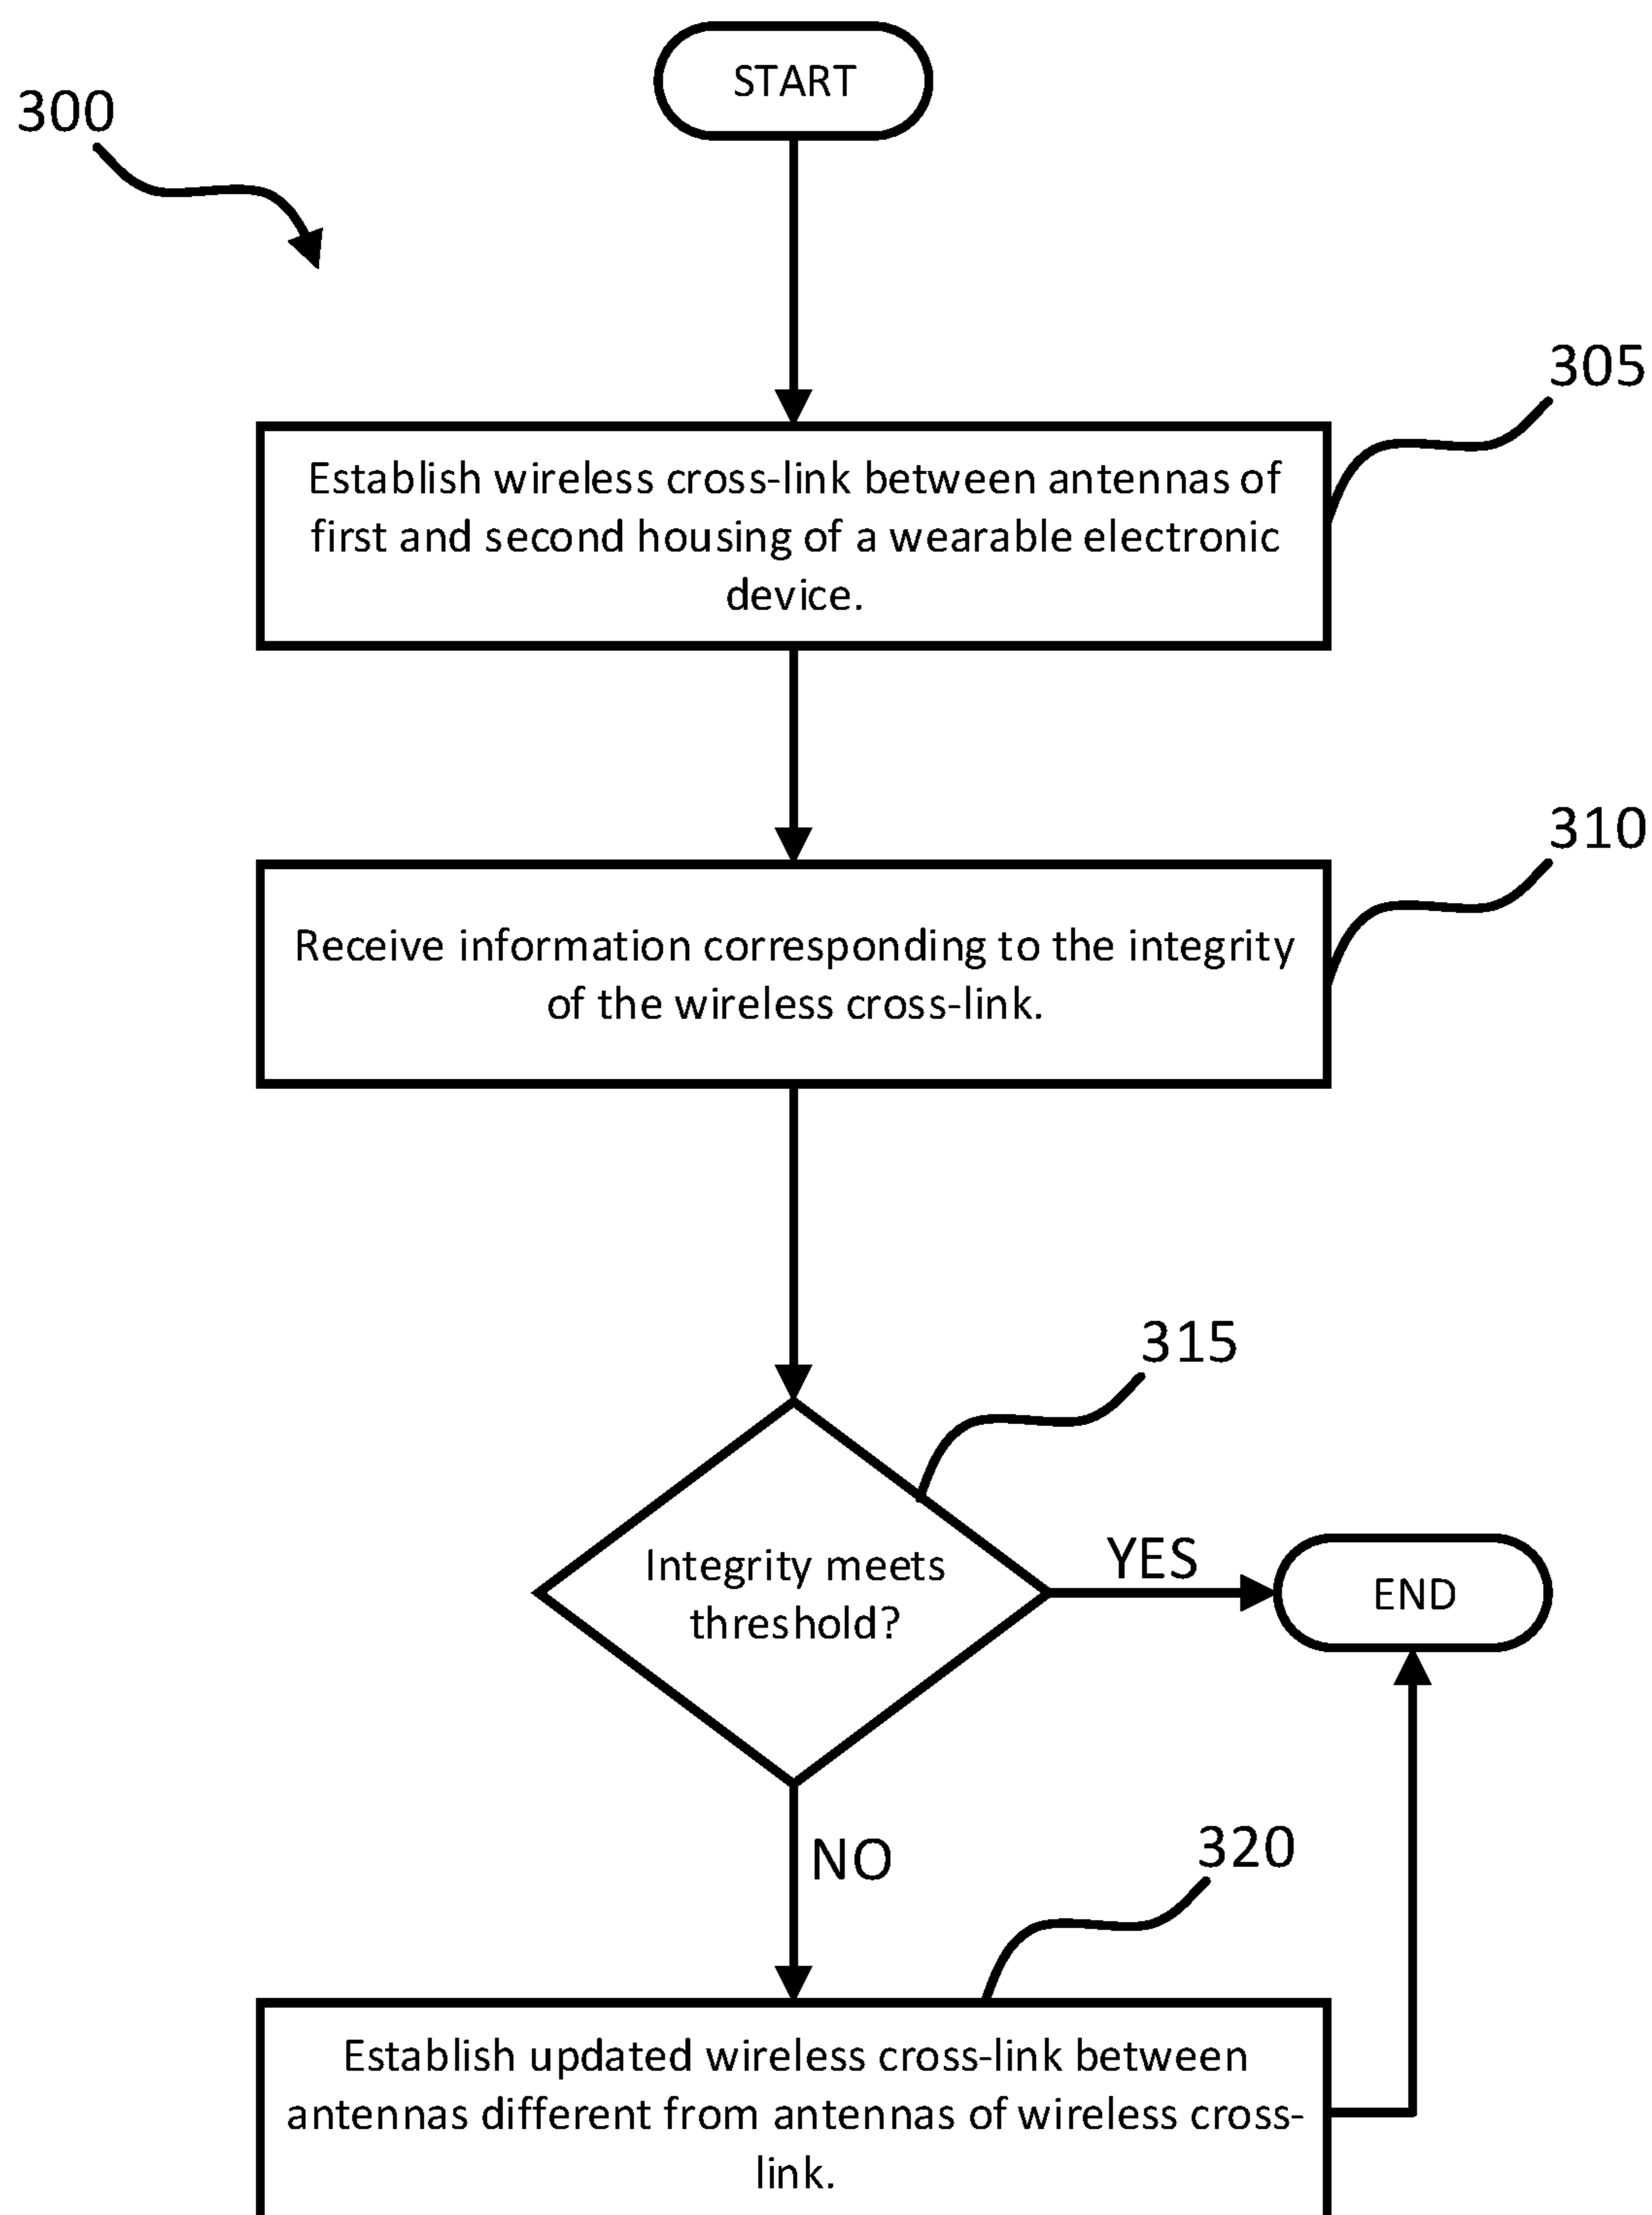 START
300
305
Establish wireless cross-link between antennas of
first and second housing of a wearable electronic
device.
310
Receive information corresponding to the integrity
of the wireless cross-link.
315
Integrity meets
threshold?
YES
END
NO
320
Establish updated wireless cross-link between
antennas different from antennas of wireless cross-
link.